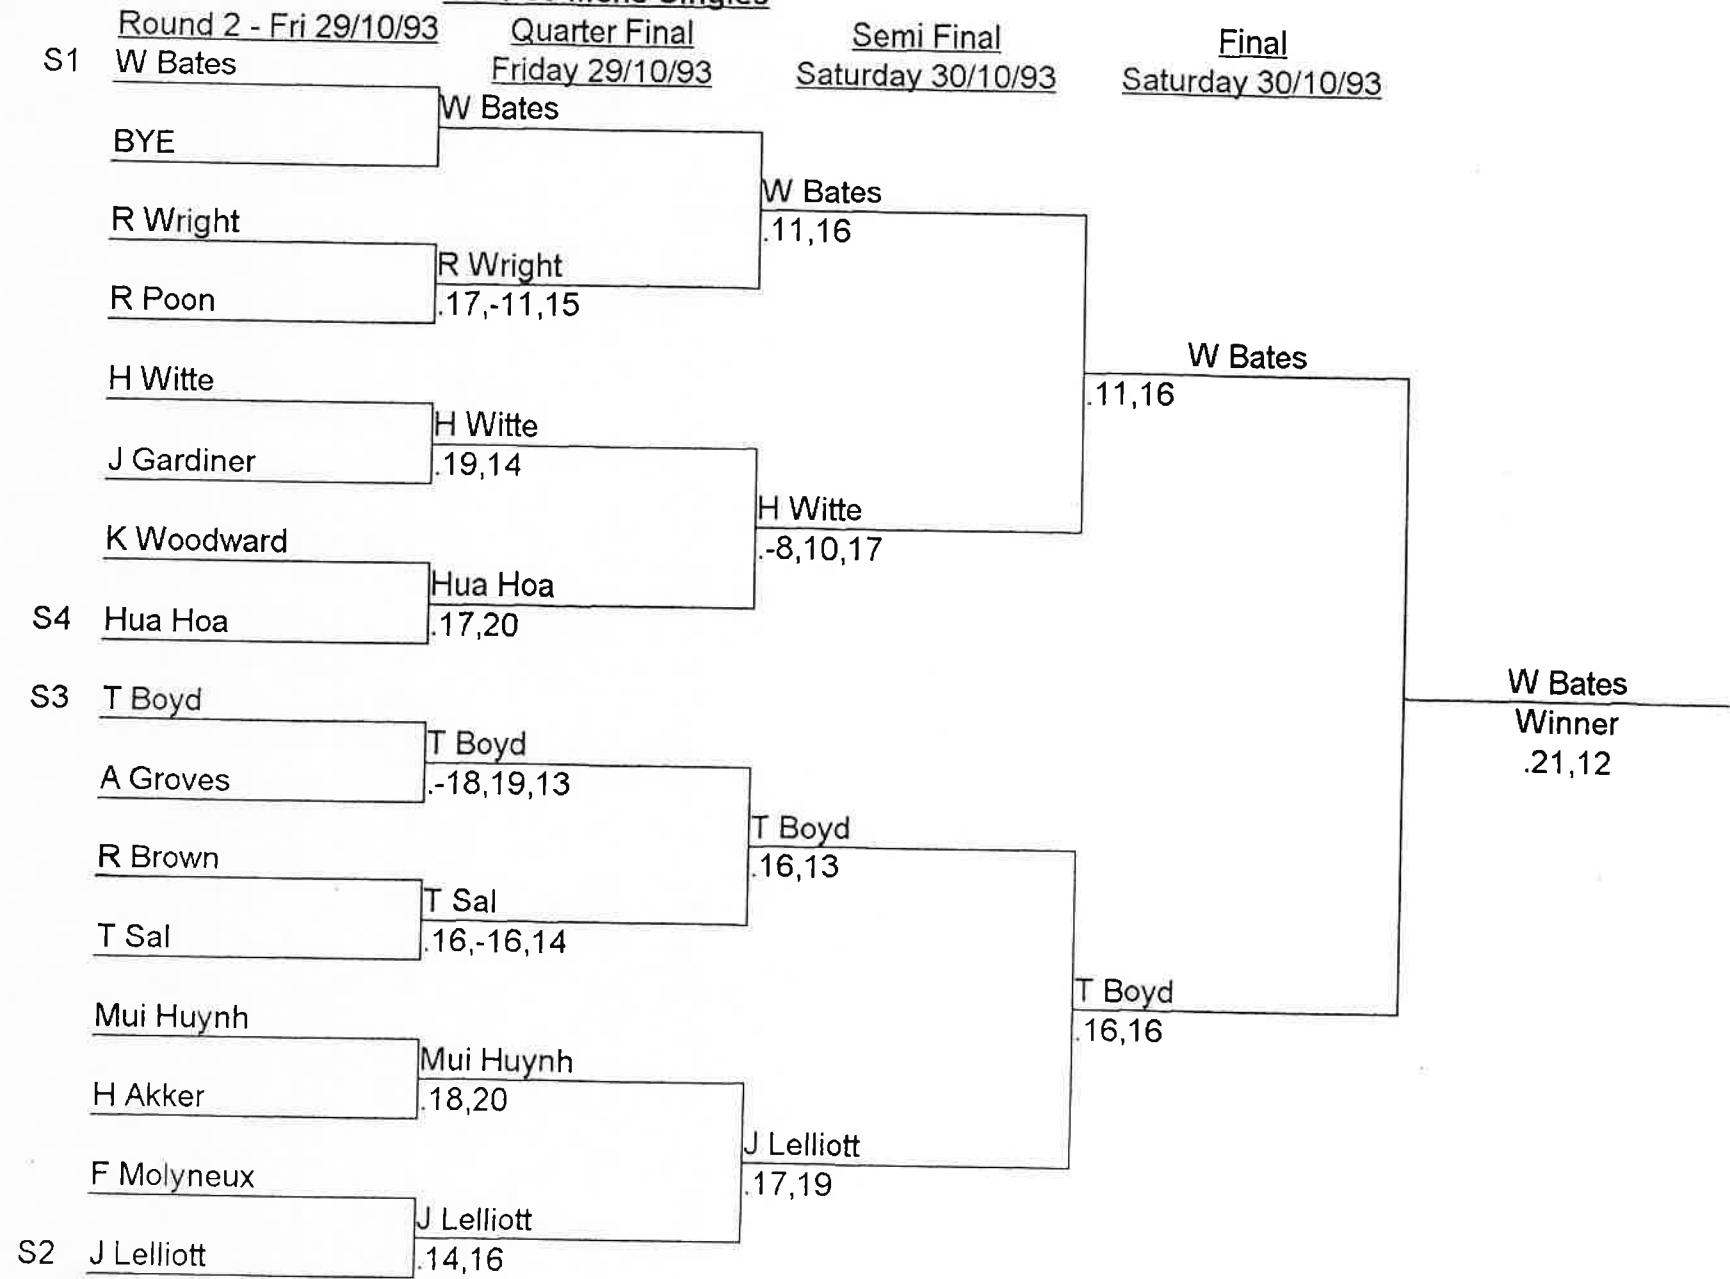 Mens Singles
Round 2 - Fri 29/10/93
Quarter Final
Friday 29/10/93
Semi Final
Saturday 30/10/93
Final
Saturday 30/10/93
S1 W Bates
BYE
R Wright
R Poon
H Witte
J Gardiner
K Woodward
S4 Hua Hoa
S3 T Boyd
A Groves
R Brown
T Sal
Mui Huynh
H Akker
F Molyneux
S2 J Lelliott
W Bates
R Wright
.17,-11,15
H Witte
.19,14
Hua Hoa
.17,20
T Boyd
.-18,19,13
T Sal
.16,-16,14
Mui Huynh
.18,20
J Lelliott
.14,16
W Bates
.11,16
H Witte
.-8,10,17
T Boyd
.16,13
J Lelliott
.17,19
W Bates
.11,16
T Boyd
.16,16
W Bates
Winner
.21,12